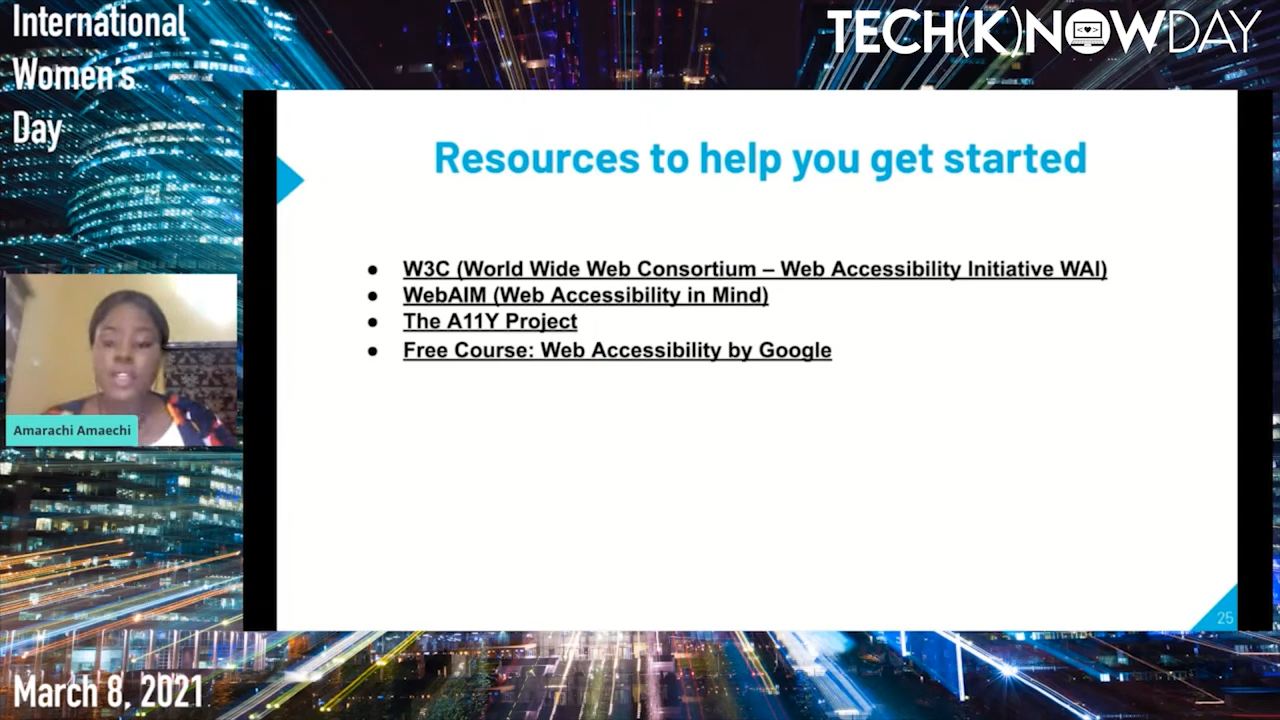 International
Women's
Day
TECH(K)NOWDAY
Resources to help you get started
● W3C (World Wide Web Consortium – Web Accessibility Initiative WAI)
● WebAIM (Web Accessibility in Mind)
● The A11Y Project
● Free Course: Web Accessibility by Google
Amarachi Amaechi
25
March 8, 2021